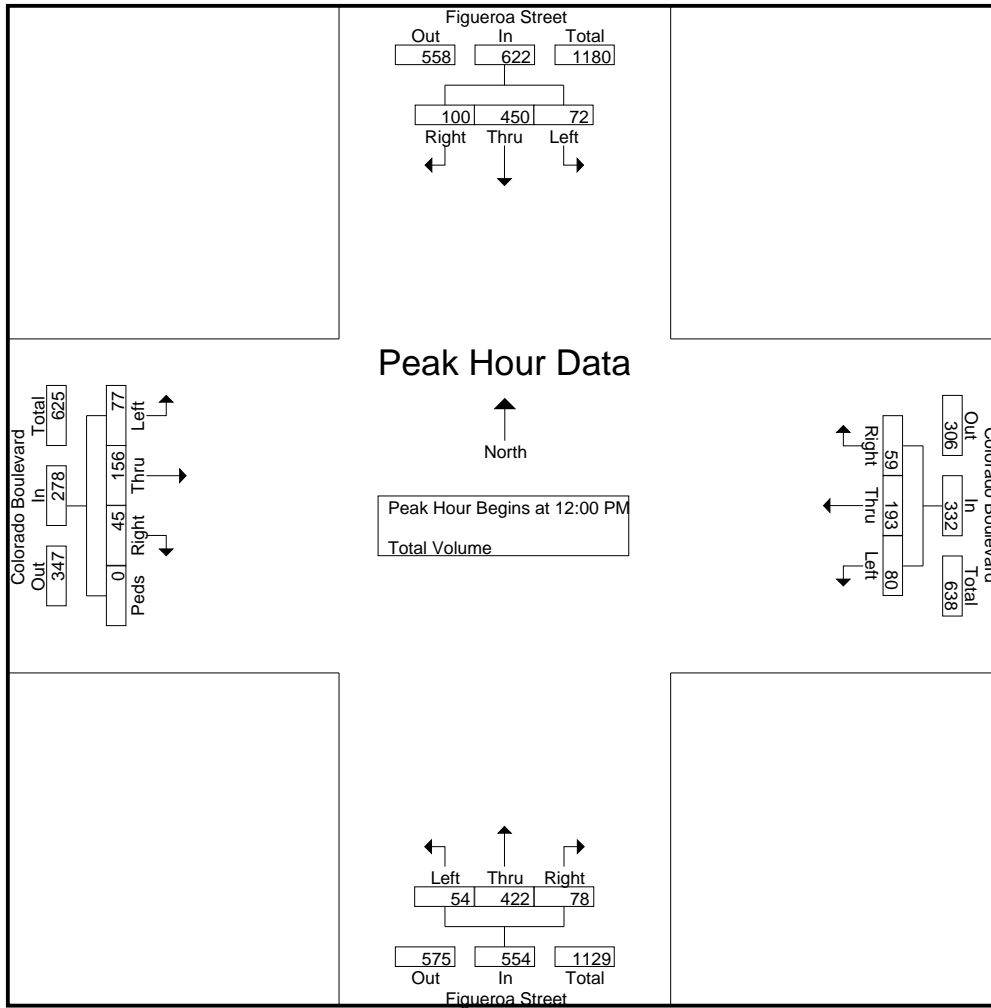 Figueroa Street
Out In Total
558 622 1180
100 450 72
Right Thru Left
Peak Hour Data
North
Peak Hour Begins at 12:00 PM
Total Volume
Colorado Boulevard
Total In Out
625 278 347
77 156 45 0
Left Thru Right Peds
Colorado Boulevard
Out In Total
306 332 638
59 193 80
Right Thru Left
Left Thru Right
54 422 78
575 554 1129
Out In Total
Figueroa Street